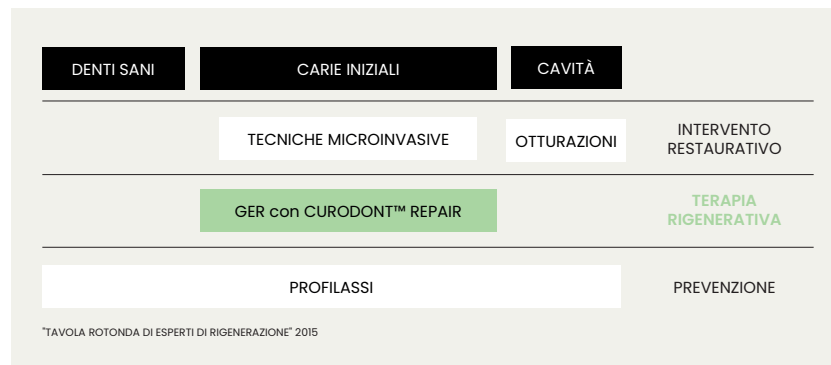 DENTI SANI
CARIE INIZIALI
CAVITÀ
TECNICHE MICROINVASIVE
OTTURAZIONI
INTERVENTO
RESTAURATIVO
GER con CURODONT™ REPAIR
TERAPIA
RIGENERATIVA
PROFILASSI
PREVENZIONE
"TAVOLA ROTONDA DI ESPERTI DI RIGENERAZIONE" 2015